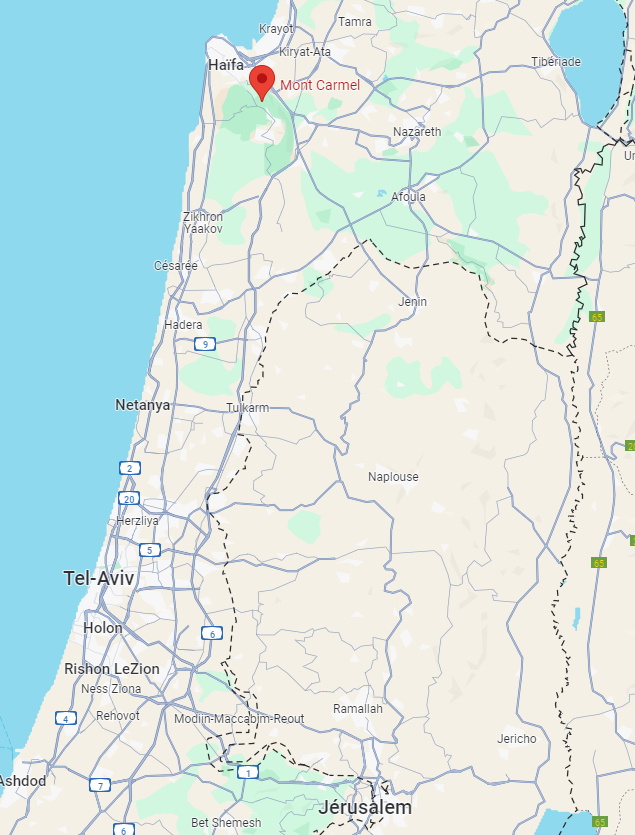 Krayot
Tamra
Kiryat-Ata
Haïfa
Tibériade
Mont Carmel
Nazareth
Afoula
Zikhron
Yaakov
Césarée
Jénin
65
Hadera
9
Netanya
Tulkarm
2
Naplouse
20
Herzliya
5
65
Tel-Aviv
Holon
6
Rishon LeZion
Ness Ziona
Ramallah
4
Rehovot
Modiin-Maccabim-Reout
Jericho
1
Ashdod
7
Jérusalem
Bet Shemesh
65
6